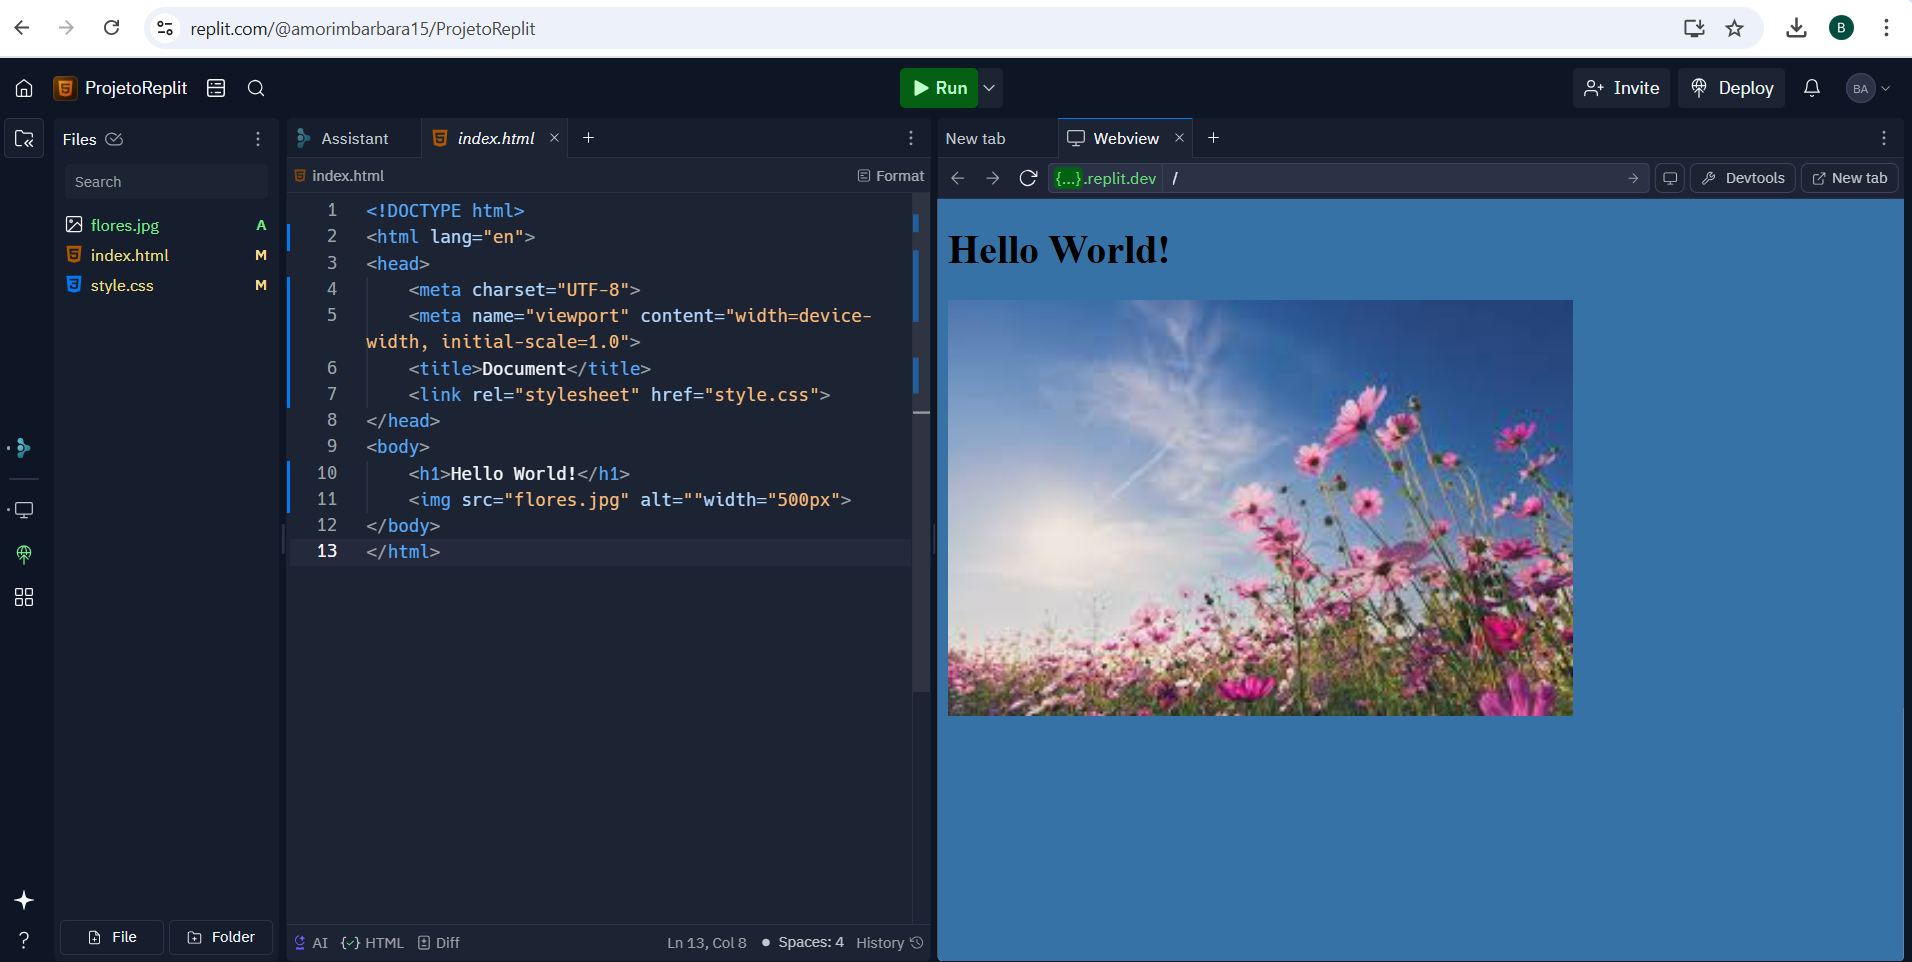 replit.com/@amorimbarbara15/ProjetoReplit
B
ProjetoReplit
Run
Invite
Deploy
BA
Files
Search
flores.jpg A
index.html M
style.css M
File
Folder
Assistant
index.html
index.html
Format
1 <!DOCTYPE html>
2 <html lang="en">
3 <head>
4 <meta charset="UTF-8">
5 <meta name="viewport" content="width=device-
width, initial-scale=1.0">
6 <title>Document</title>
7 <link rel="stylesheet" href="style.css">
8 </head>
9 <body>
10 <h1>Hello World!</h1>
11 <img src="flores.jpg" alt=""width="500px">
12 </body>
13 </html>
AI
HTML
Diff
Ln 13, Col 8
Spaces: 4
History
New tab
Webview
{...}.replit.dev /
Devtools
New tab
Hello World!